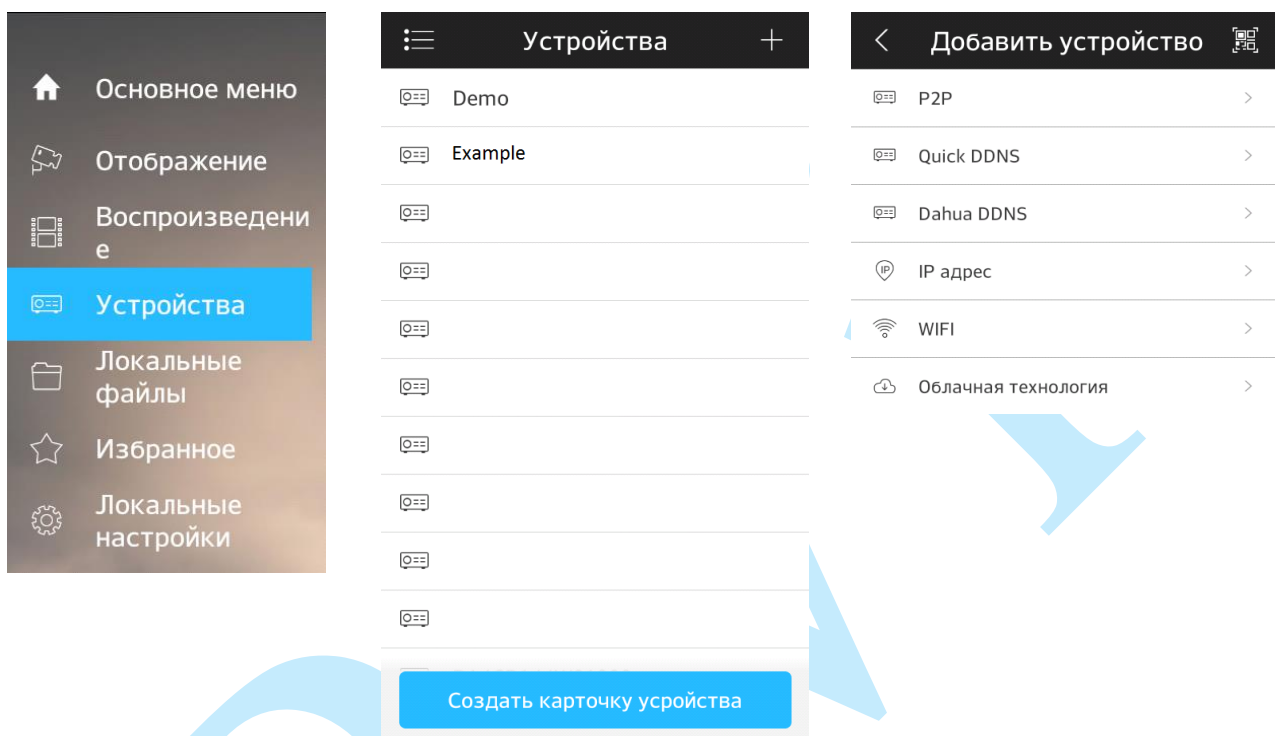 Основное меню
Отображение
Воспроизведени
е
Устройства
Локальные
файлы
Избранное
Локальные
настройки
Устройства
Demo
Example
Создать карточку усройства
Добавить устройство
P2P
Quick DDNS
Dahua DDNS
IP адрес
WIFI
Облачная технология